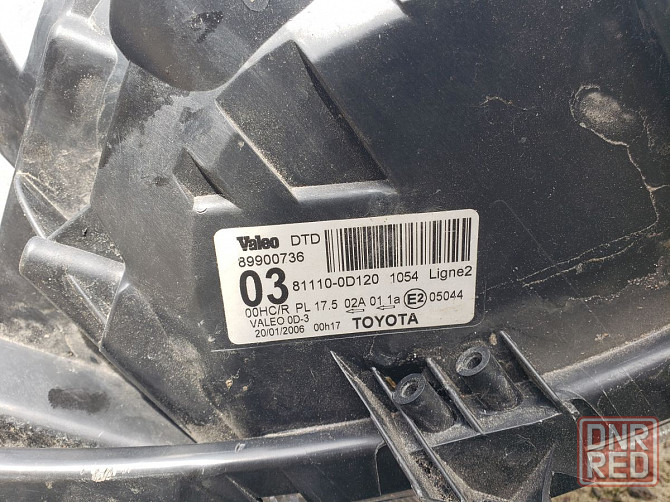 Valeo DTD
89900736
03 81110-0D120 1054 Ligne2
00HC/R PL 17.5 02A 01 1a E2 05044
VALEO 0D-3
20/01/2006 00h17 TOYOTA
DNR
RED